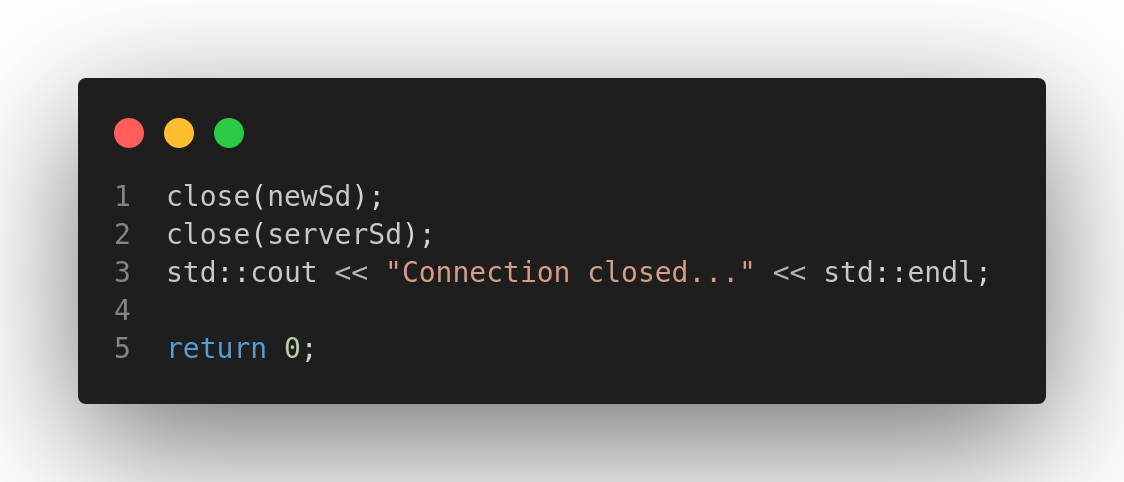 1 close(newSd);
2 close(serverSd);
3 std::cout << "Connection closed..." << std::endl;
4
5 return 0;